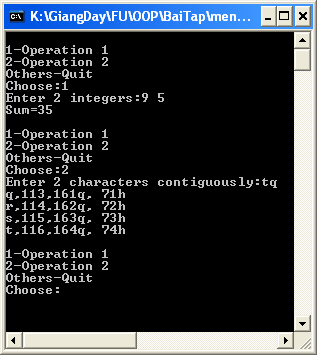 K:\GiangDay\FU\OOP\BaiTap\men...
1-Operation 1
2-Operation 2
Others-Quit
Choose:1
Enter 2 integers:9 5
Sum=35
1-Operation 1
2-Operation 2
Others-Quit
Choose:2
Enter 2 characters contiguously:tq
q,113,161q, 71h
r,114,162q, 72h
s,115,163q, 73h
t,116,164q, 74h
1-Operation 1
2-Operation 2
Others-Quit
Choose: